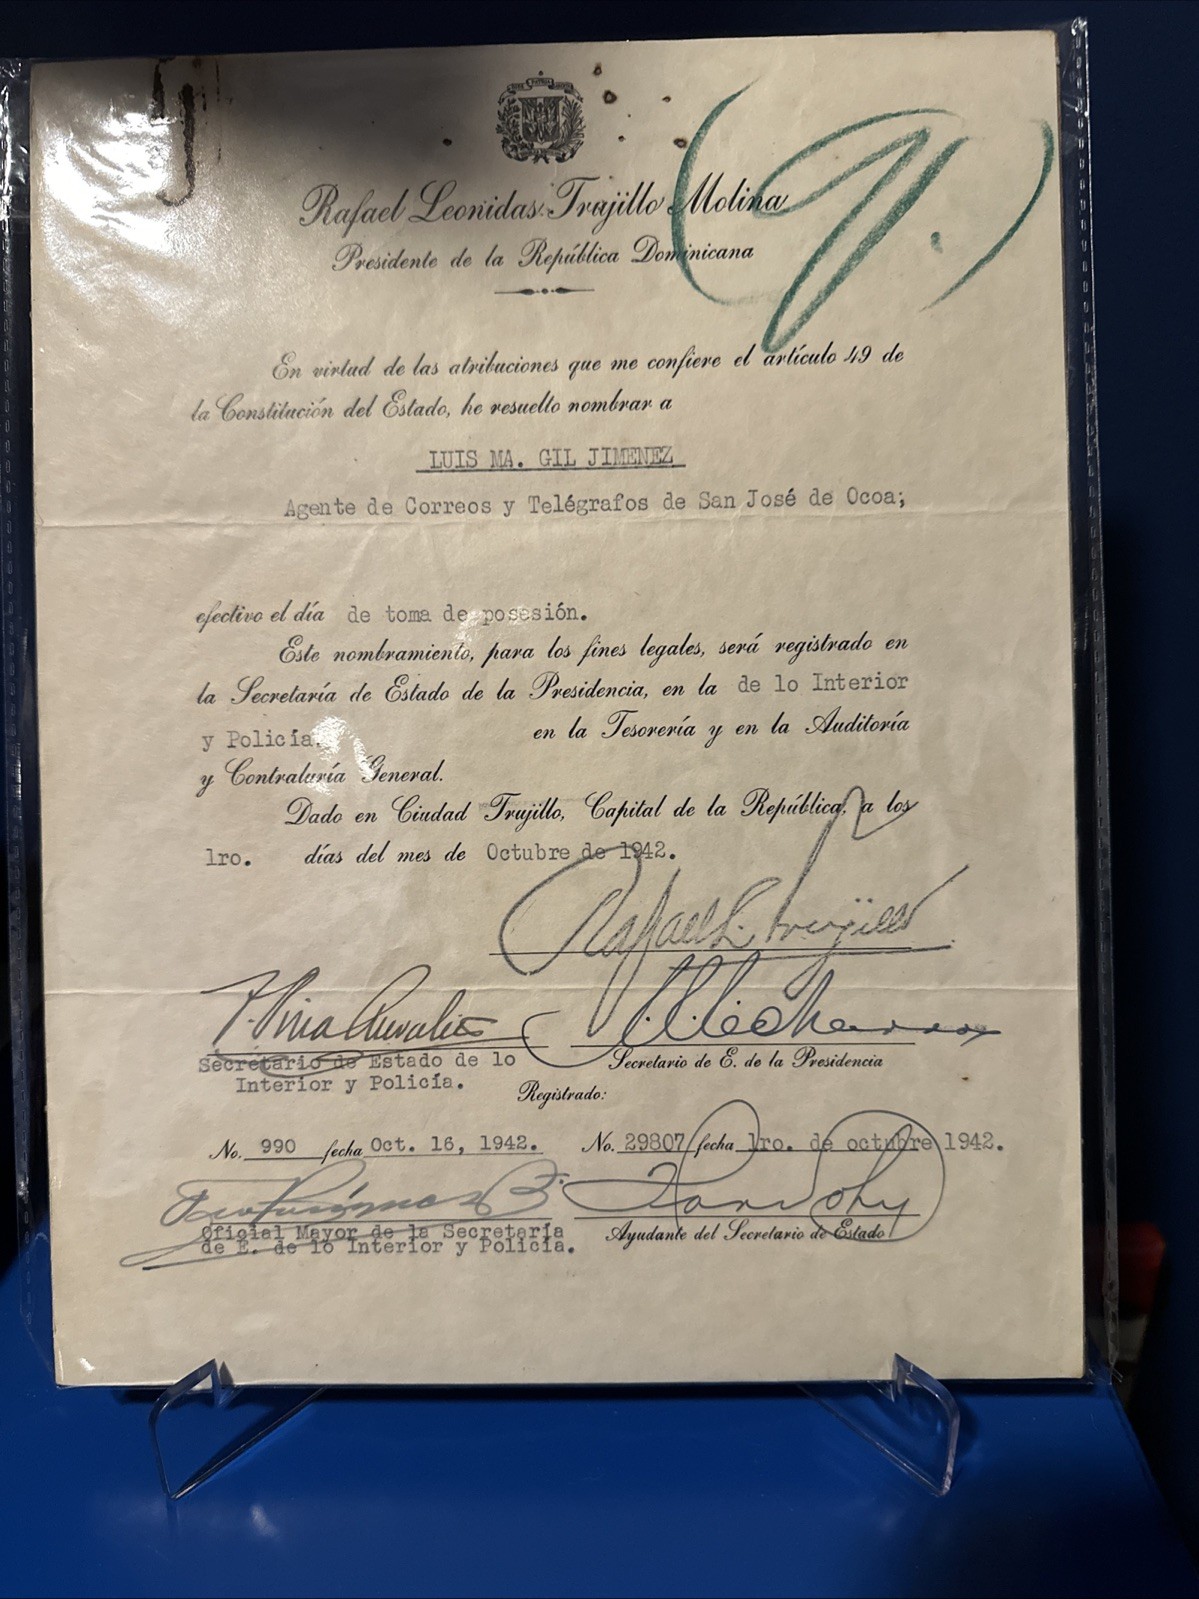 Rafael Leonidas Trujillo Molina
Presidente de la República Dominicana
En virtud de las atribuciones que me confiere el artículo 49 de
la Constitución del Estado, he resuelto nombrar a
LUIS MA. GIL JIMENEZ
Agente de Correos y Telégrafos de San José de Ocoa;
efectivo el día de toma de posesión.
Este nombramiento, para los fines legales, será registrado en
la Secretaría de Estado de la Presidencia, en la de lo Interior
y Policía, en la Tesorería y en la Auditoría
y Contraluría General.
Dado en Ciudad Trujillo, Capital de la República, a los
1ro. días del mes de Octubre de 1942.
Rafael L. Trujillo
Secretario de Estado de lo
Interior y Policía.
Secretario de E. de la Presidencia
Registrado:
No. 990 fecha Oct. 16, 1942. No. 29807 fecha 1ro. de octubre 1942.
Oficial Mayor de la Secretaría
de E. de lo Interior y Policía.
Ayudante del Secretario de Estado